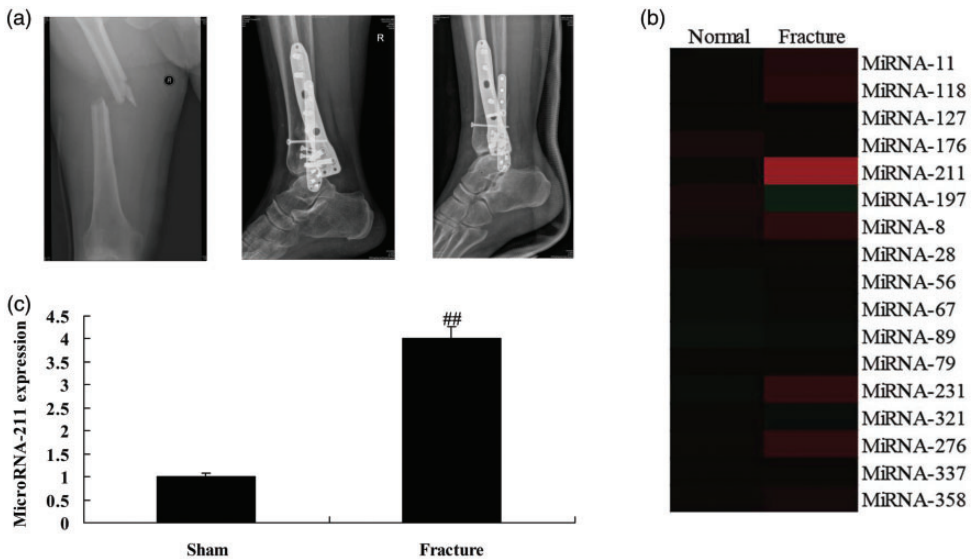 (a)
R
(b)
Normal Fracture
MiRNA-11
MiRNA-118
MiRNA-127
MiRNA-176
MiRNA-211
MiRNA-197
MiRNA-8
MiRNA-28
MiRNA-56
MiRNA-67
MiRNA-89
MiRNA-79
MiRNA-231
MiRNA-321
MiRNA-276
MiRNA-337
MiRNA-358
(c)
MicroRNA-211 expression
4.5
4
3.5
3
2.5
2
1.5
1
0.5
0
##
Sham Fracture